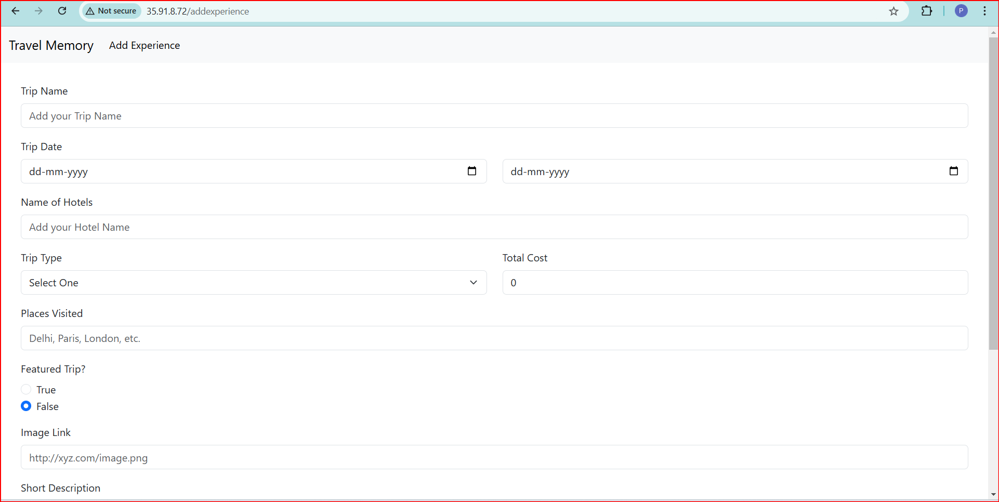 Not secure 35.91.8.72/addexperience P
Travel Memory Add Experience
Trip Name
Add your Trip Name
Trip Date
dd-mm-yyyy dd-mm-yyyy
Name of Hotels
Add your Hotel Name
Trip Type Total Cost
Select One 0
Places Visited
Delhi, Paris, London, etc.
Featured Trip?
True
False
Image Link
http://xyz.com/image.png
Short Description